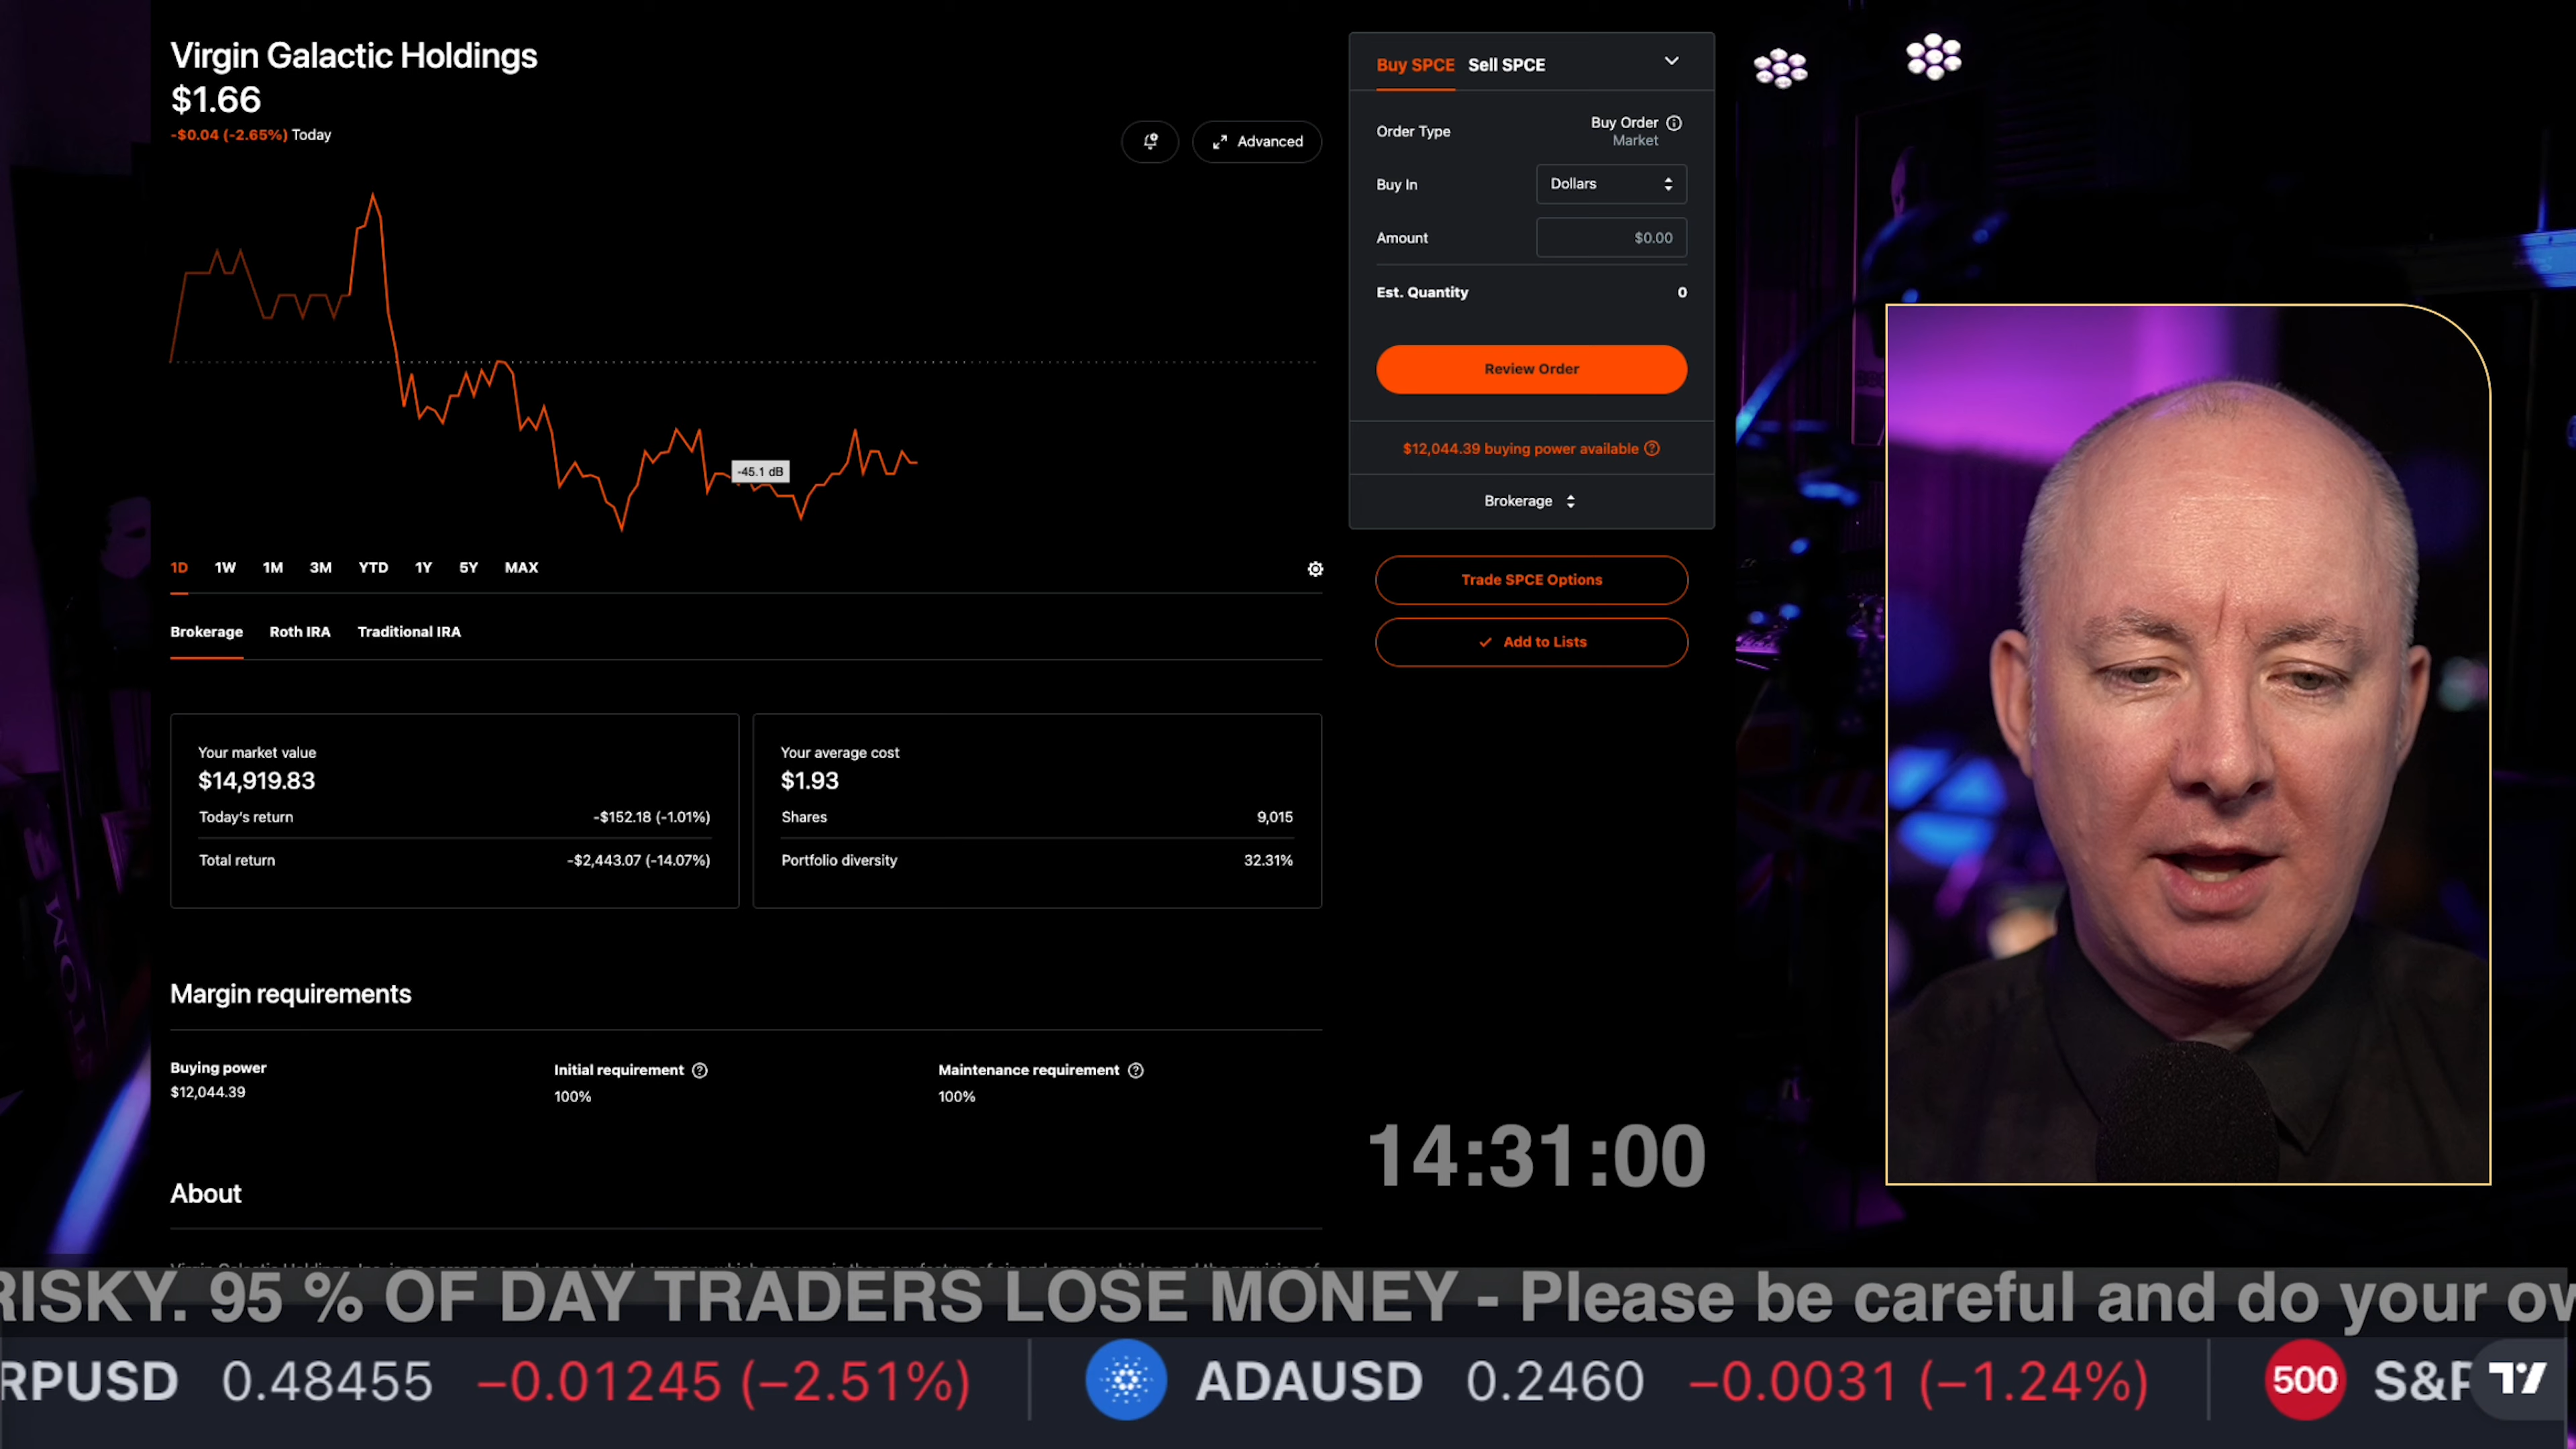 Virgin Galactic Holdings
$1.66
-$0.04 (-2.65%) Today
Advanced
-45.1 dB
1D 1W 1M 3M YTD 1Y 5Y MAX
Brokerage Roth IRA Traditional IRA
Your market value
$14,919.83
Today's return -$152.18 (-1.01%)
Total return -$2,443.07 (-14.07%)
Your average cost
$1.93
Shares 9,015
Portfolio diversity 32.31%
Margin requirements
Buying power
$12,044.39
Initial requirement
100%
Maintenance requirement
100%
About
Buy SPCE Sell SPCE
Order Type Buy Order
Market
Buy In Dollars
Amount $0.00
Est. Quantity 0
Review Order
$12,044.39 buying power available
Brokerage
Trade SPCE Options
Add to Lists
14:31:00
RISKY. 95 % OF DAY TRADERS LOSE MONEY - Please be careful and do your ow
RPUSD 0.48455 −0.01245 (−2.51%) ADAUSD 0.2460 −0.0031 (−1.24%) 500 S&P